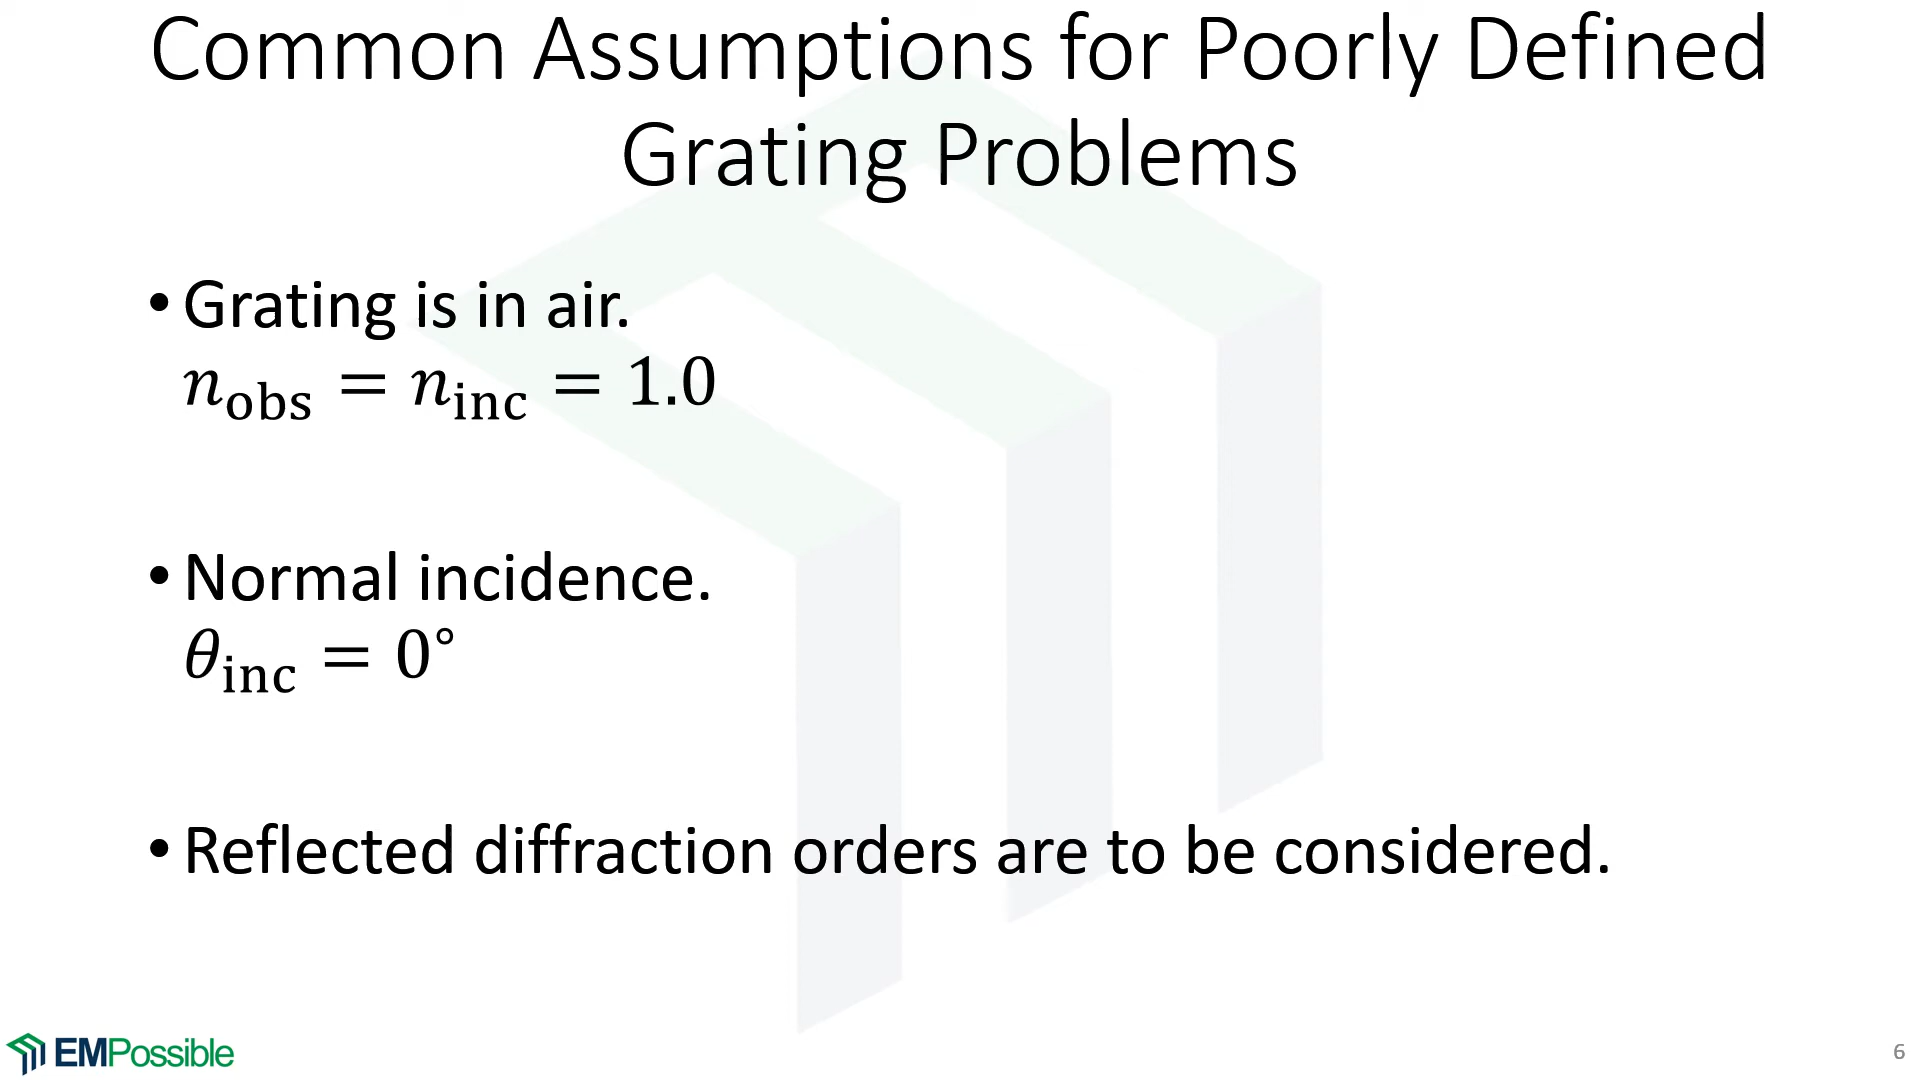 Common Assumptions for Poorly Defined
Grating Problems
• Grating is in air.
n_obs = n_inc = 1.0
• Normal incidence.
θ_inc = 0°
• Reflected diffraction orders are to be considered.
EMPossible
6